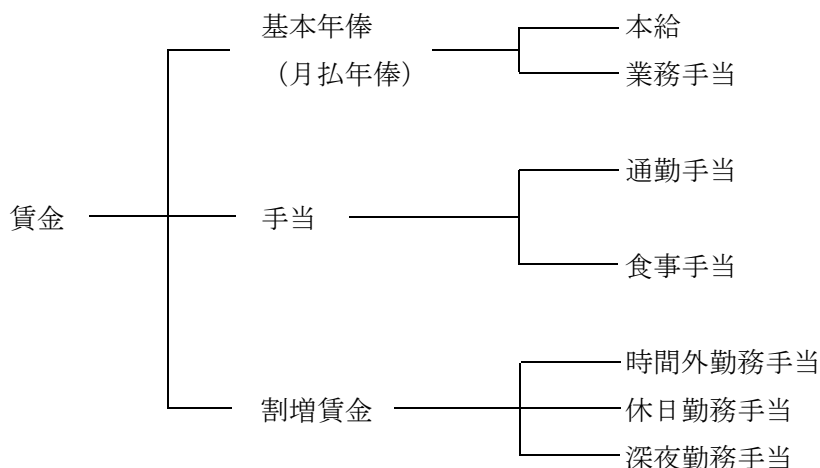 基本年俸
（月払年俸）
本給
業務手当
賃金
手当
通勤手当
食事手当
割増賃金
時間外勤務手当
休日勤務手当
深夜勤務手当